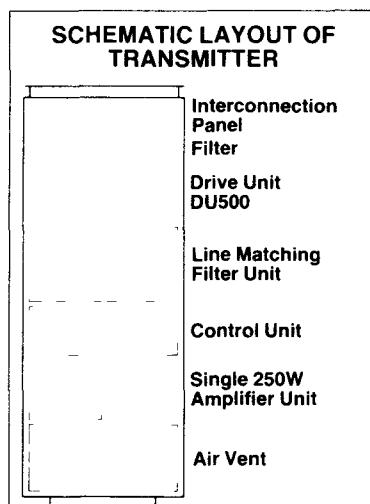 SCHEMATIC LAYOUT OF
TRANSMITTER
Interconnection
Panel
Filter
Drive Unit
DU500
Line Matching
Filter Unit
Control Unit
Single 250W
Amplifier Unit
Air Vent